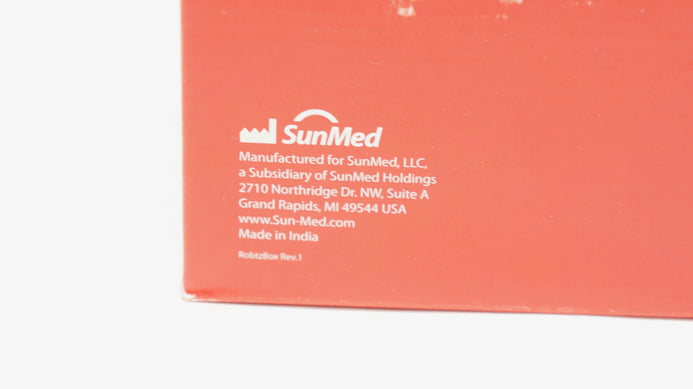 SunMed
Manufactured for SunMed, LLC,
a Subsidiary of SunMed Holdings
2710 Northridge Dr. NW, Suite A
Grand Rapids, MI 49544 USA
www.Sun-Med.com
Made in India
RobtzBox Rev.1